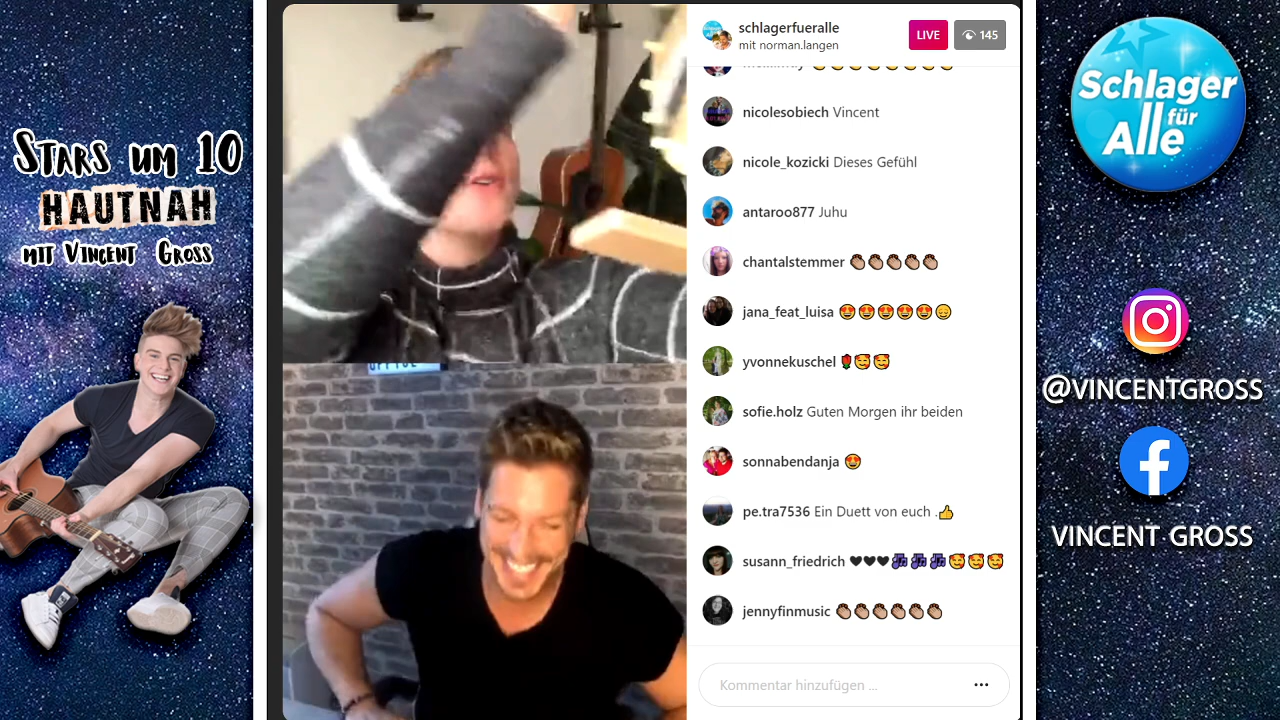 Stars um 10
HAUTNAH
mit Vincent Gross
schlagerfueralle
mit norman.langen
LIVE
145
nicolesobiech Vincent
nicole_kozicki Dieses Gefühl
antaroo877 Juhu
chantalstemmer 👏🏼👏🏼👏🏼👏🏼👏🏼
jana_feat_luisa 😍😍😍😍😍😞
yvonnekuschel 🌹🥰🥰
sofie.holz Guten Morgen ihr beiden
sonnabendanja 😍
pe.tra7536 Ein Duett von euch .👍
susann_friedrich 🖤🖤🖤🎶🎶🎶🥰🥰🥰
jennyfinmusic 👏🏼👏🏼👏🏼👏🏼👏🏼👏🏼
Kommentar hinzufügen ...
Schlager
für
Alle
@VINCENTGROSS
VINCENT GROSS